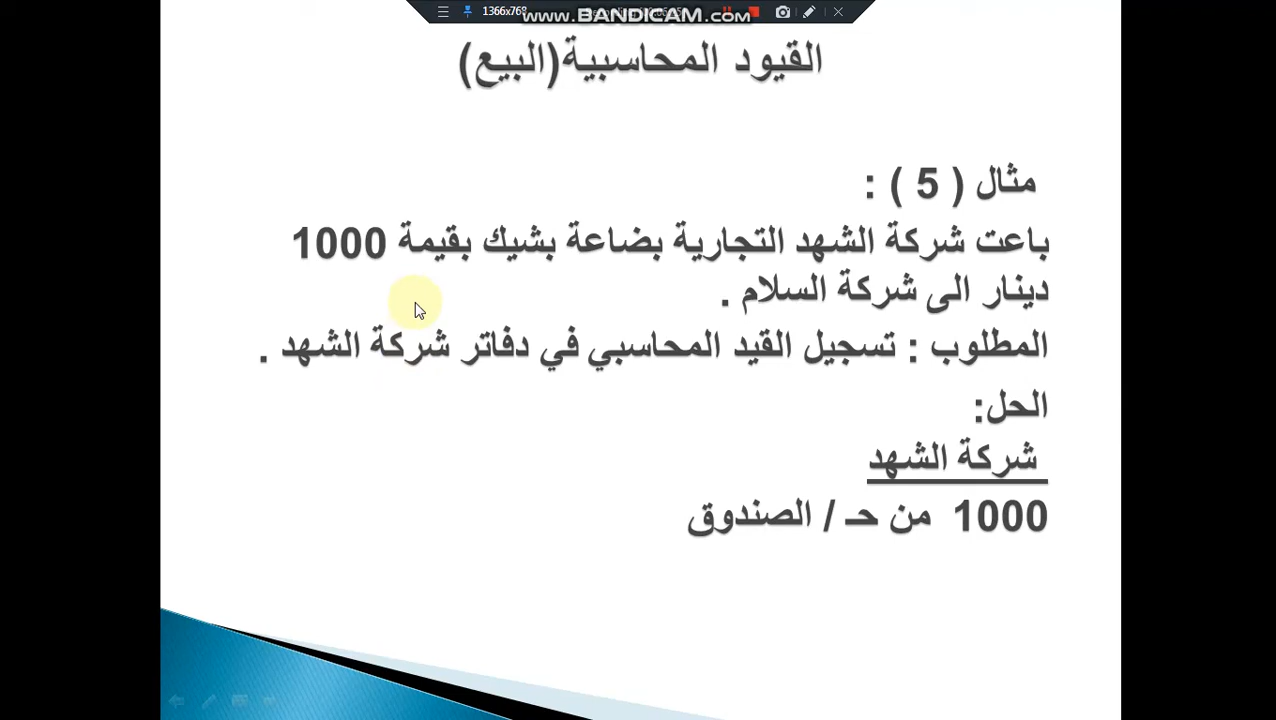 1366x768
www.BANDICAM.com
القيود المحاسبية(البيع)
مثال ( 5 ) :
باعت شركة الشهد التجارية بضاعة بشيك بقيمة 1000
دينار الى شركة السلام .
المطلوب : تسجيل القيد المحاسبي في دفاتر شركة الشهد .
الحل:
شركة الشهد
1000 من حـ / الصندوق